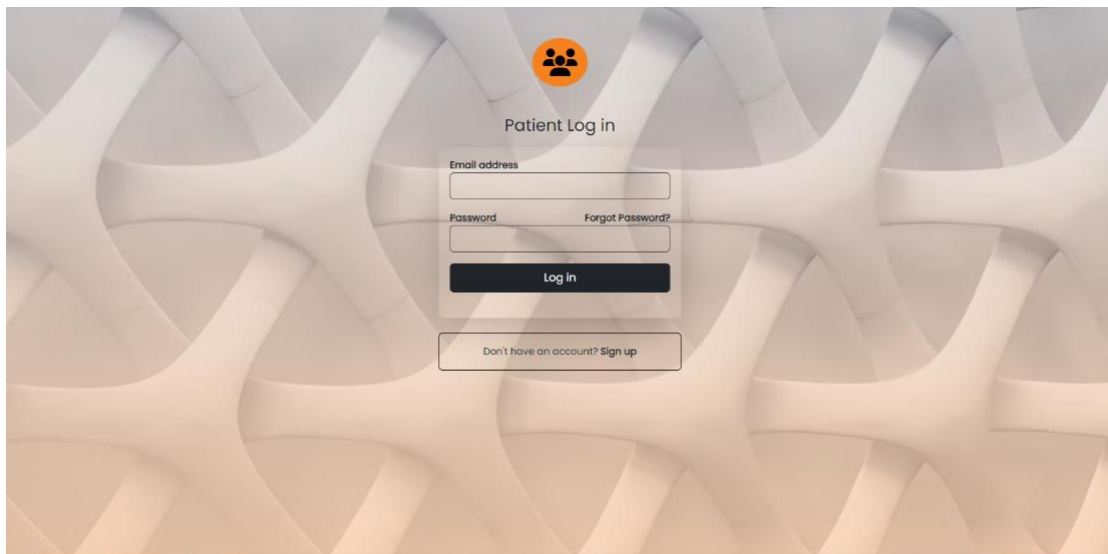 Patient Log in
Email address
Password Forgot Password?
Log in
Don't have an account? Sign up